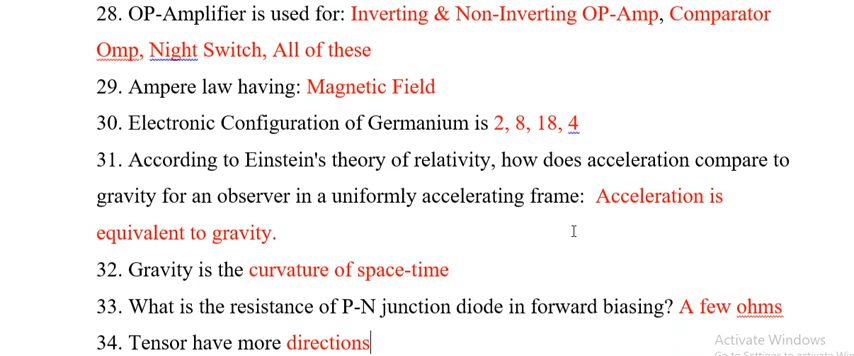 28. OP-Amplifier is used for: Inverting & Non-Inverting OP-Amp, Comparator
Omp, Night Switch, All of these
29. Ampere law having: Magnetic Field
30. Electronic Configuration of Germanium is 2, 8, 18, 4
31. According to Einstein's theory of relativity, how does acceleration compare to
gravity for an observer in a uniformly accelerating frame: Acceleration is
equivalent to gravity.
32. Gravity is the curvature of space-time
33. What is the resistance of P-N junction diode in forward biasing? A few ohms
34. Tensor have more directions
Activate Windows